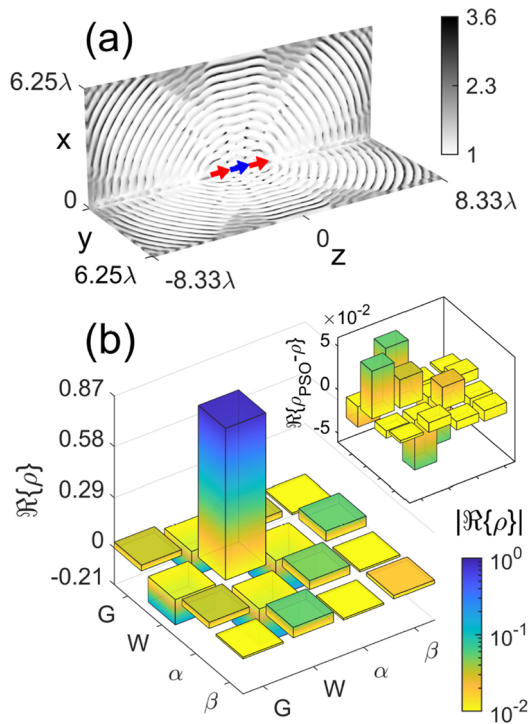 (a)
3.6
2.3
1
6.25λ
x
0
y
6.25λ
-8.33λ
0
z
8.33λ
(b)
×10⁻²
5
0
-5
ℜ{ρ_PSO-ρ}
0.87
0.58
0.29
0
-0.21
ℜ{ρ}
G
W
α
β
G
W
α
β
|ℜ{ρ}|
10⁰
10⁻¹
10⁻²